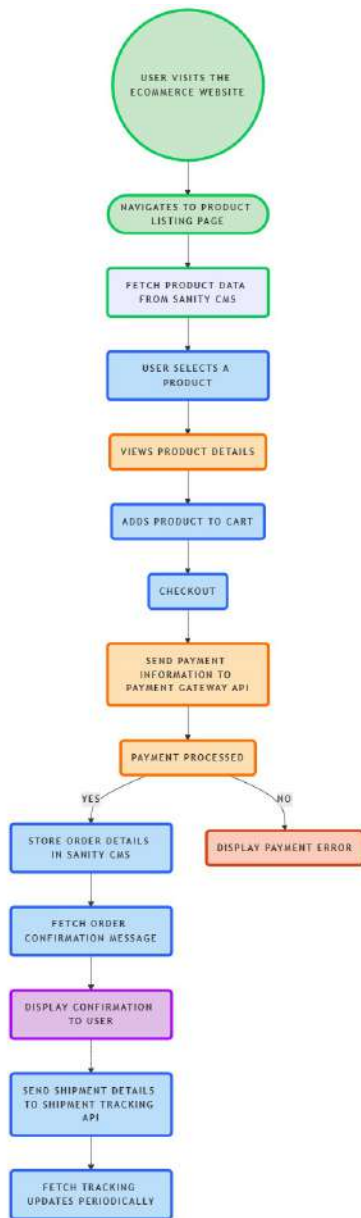 USER VISITS THE
ECOMMERCE WEBSITE
NAVIGATES TO PRODUCT
LISTING PAGE
FETCH PRODUCT DATA
FROM SANITY CMS
USER SELECTS A
PRODUCT
VIEWS PRODUCT DETAILS
ADDS PRODUCT TO CART
CHECKOUT
SEND PAYMENT
INFORMATION TO
PAYMENT GATEWAY API
PAYMENT PROCESSED
YES
NO
STORE ORDER DETAILS
IN SANITY CMS
DISPLAY PAYMENT ERROR
FETCH ORDER
CONFIRMATION MESSAGE
DISPLAY CONFIRMATION
TO USER
SEND SHIPMENT DETAILS
TO SHIPMENT TRACKING
API
FETCH TRACKING
UPDATES PERIODICALLY